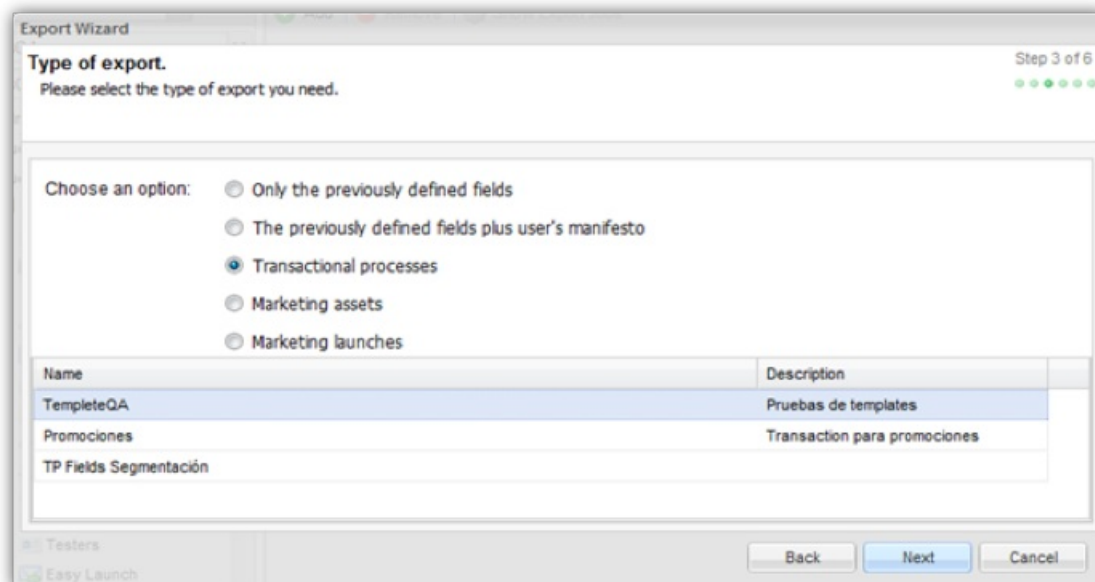 Add
Export Wizard
Type of export.
Please select the type of export you need.
Step 3 of 6
Choose an option:
Only the previously defined fields
The previously defined fields plus user's manifesto
Transactional processes
Marketing assets
Marketing launches
Name Description
TempleteQA Pruebas de templates
Promociones Transaction para promociones
TP Fields Segmentación
Testers
Easy Launch
Back Next Cancel